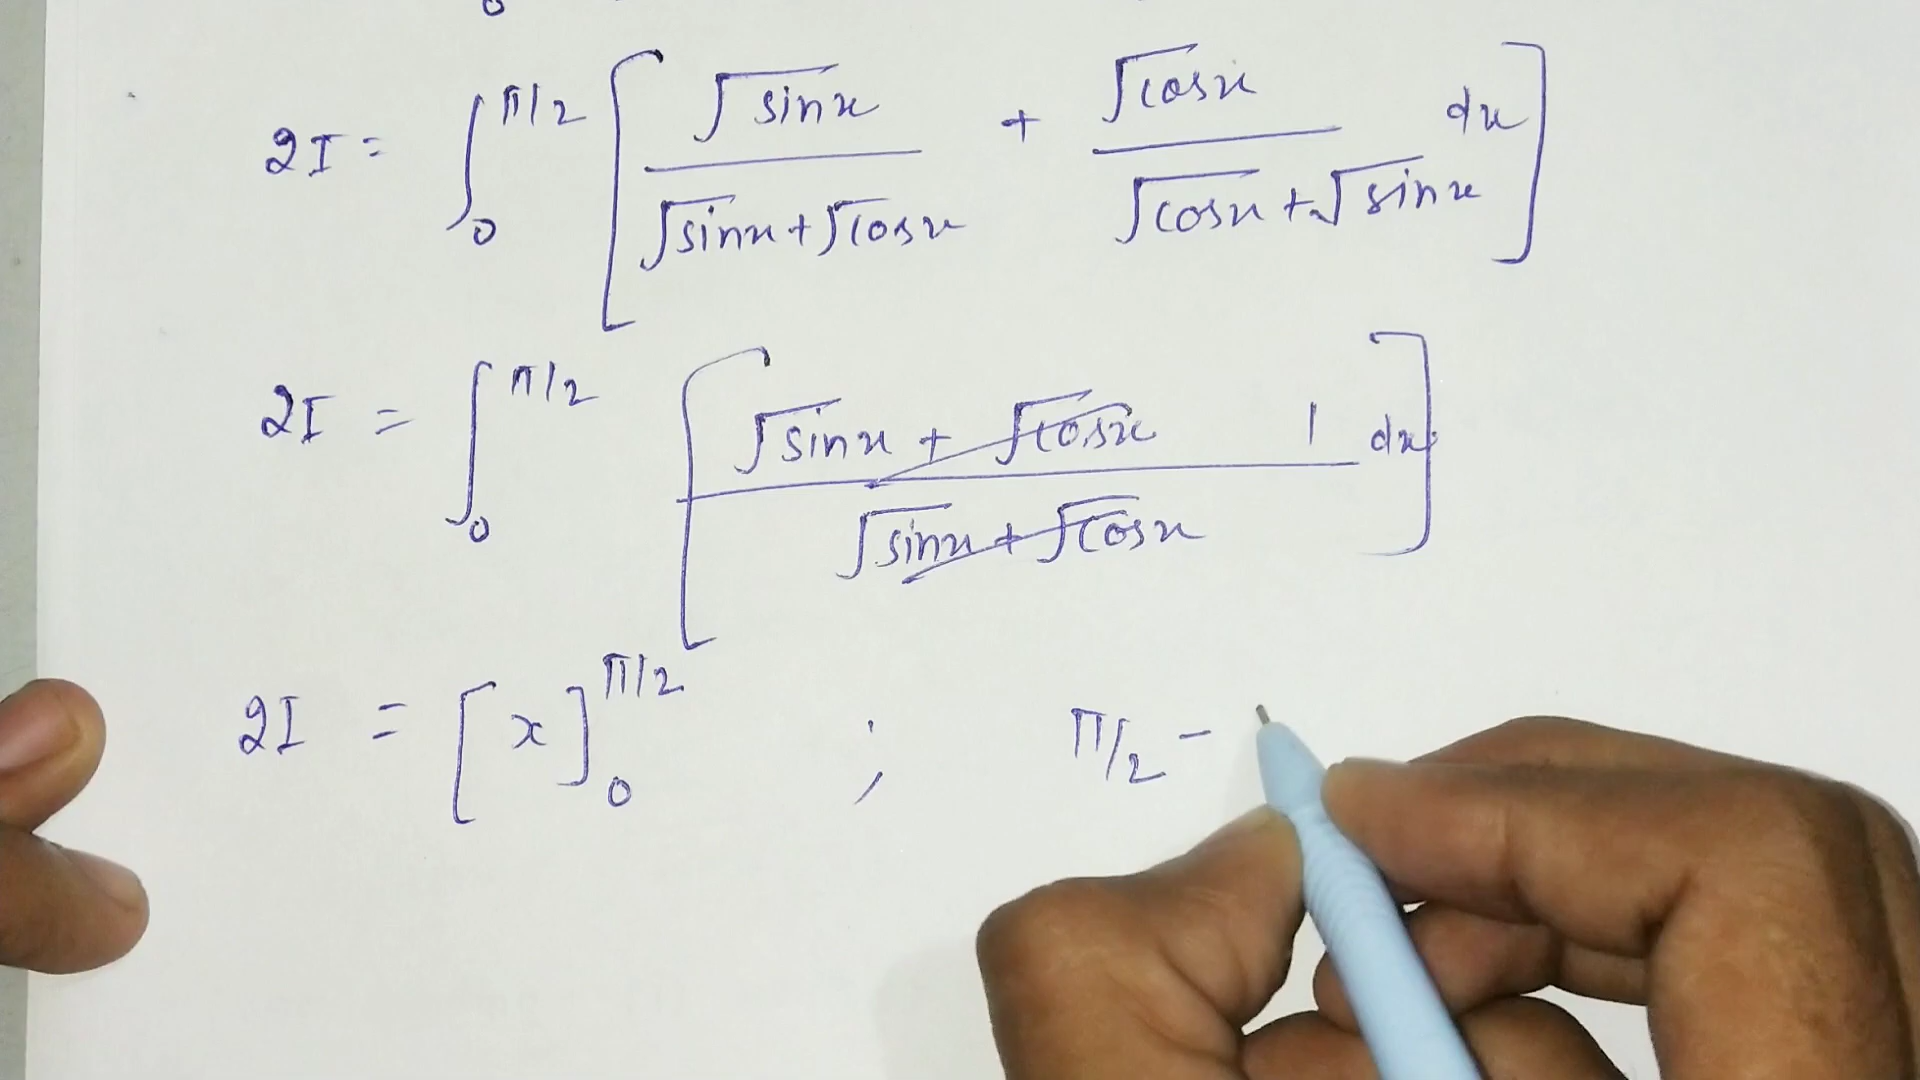 0
2I = ∫₀^π/2 [ √sinx / √sinx + √cosx + √cosx / √cosx + √sinx dx ]
2I = ∫₀^π/2 [ √sinx + √cosx / √sinx + √cosx 1 dx ]
2I = [x]₀^π/2 ; π/2 -